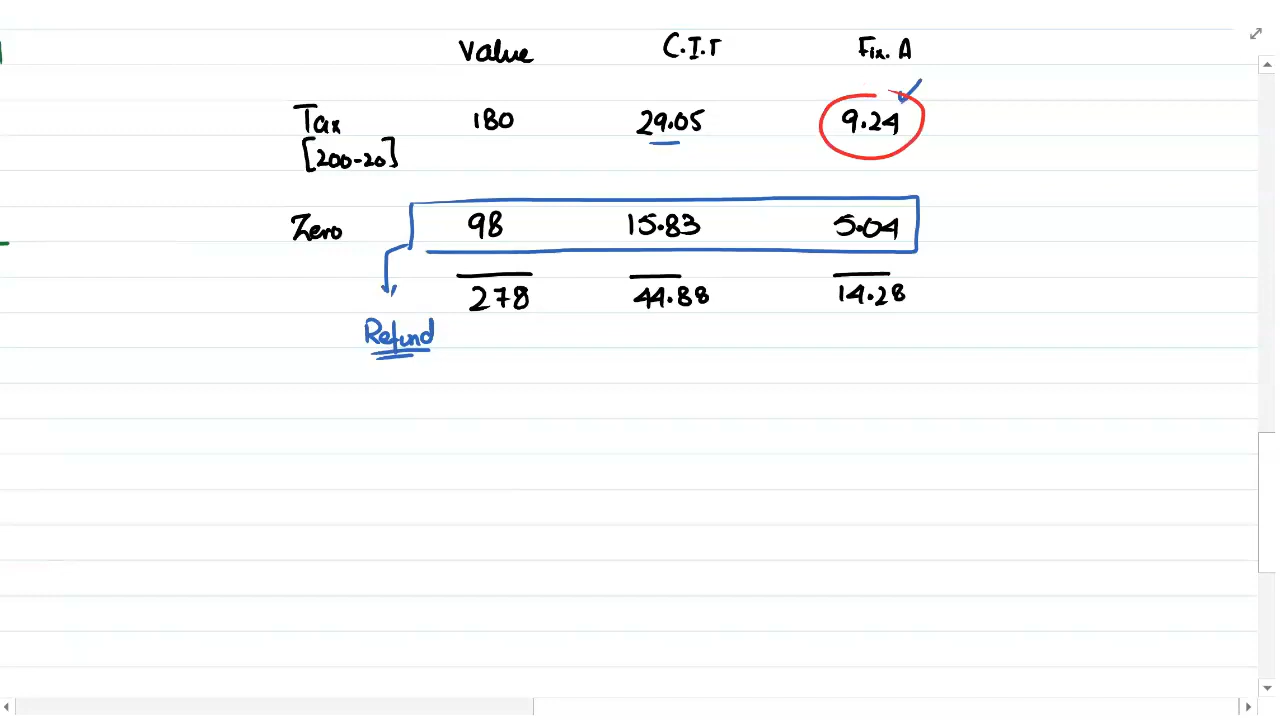 Value C.I.T Fix. A
Tax 180 29.05 9.24
[200-20]
Zero 98 15.83 5.04
278 44.88 14.28
Refund